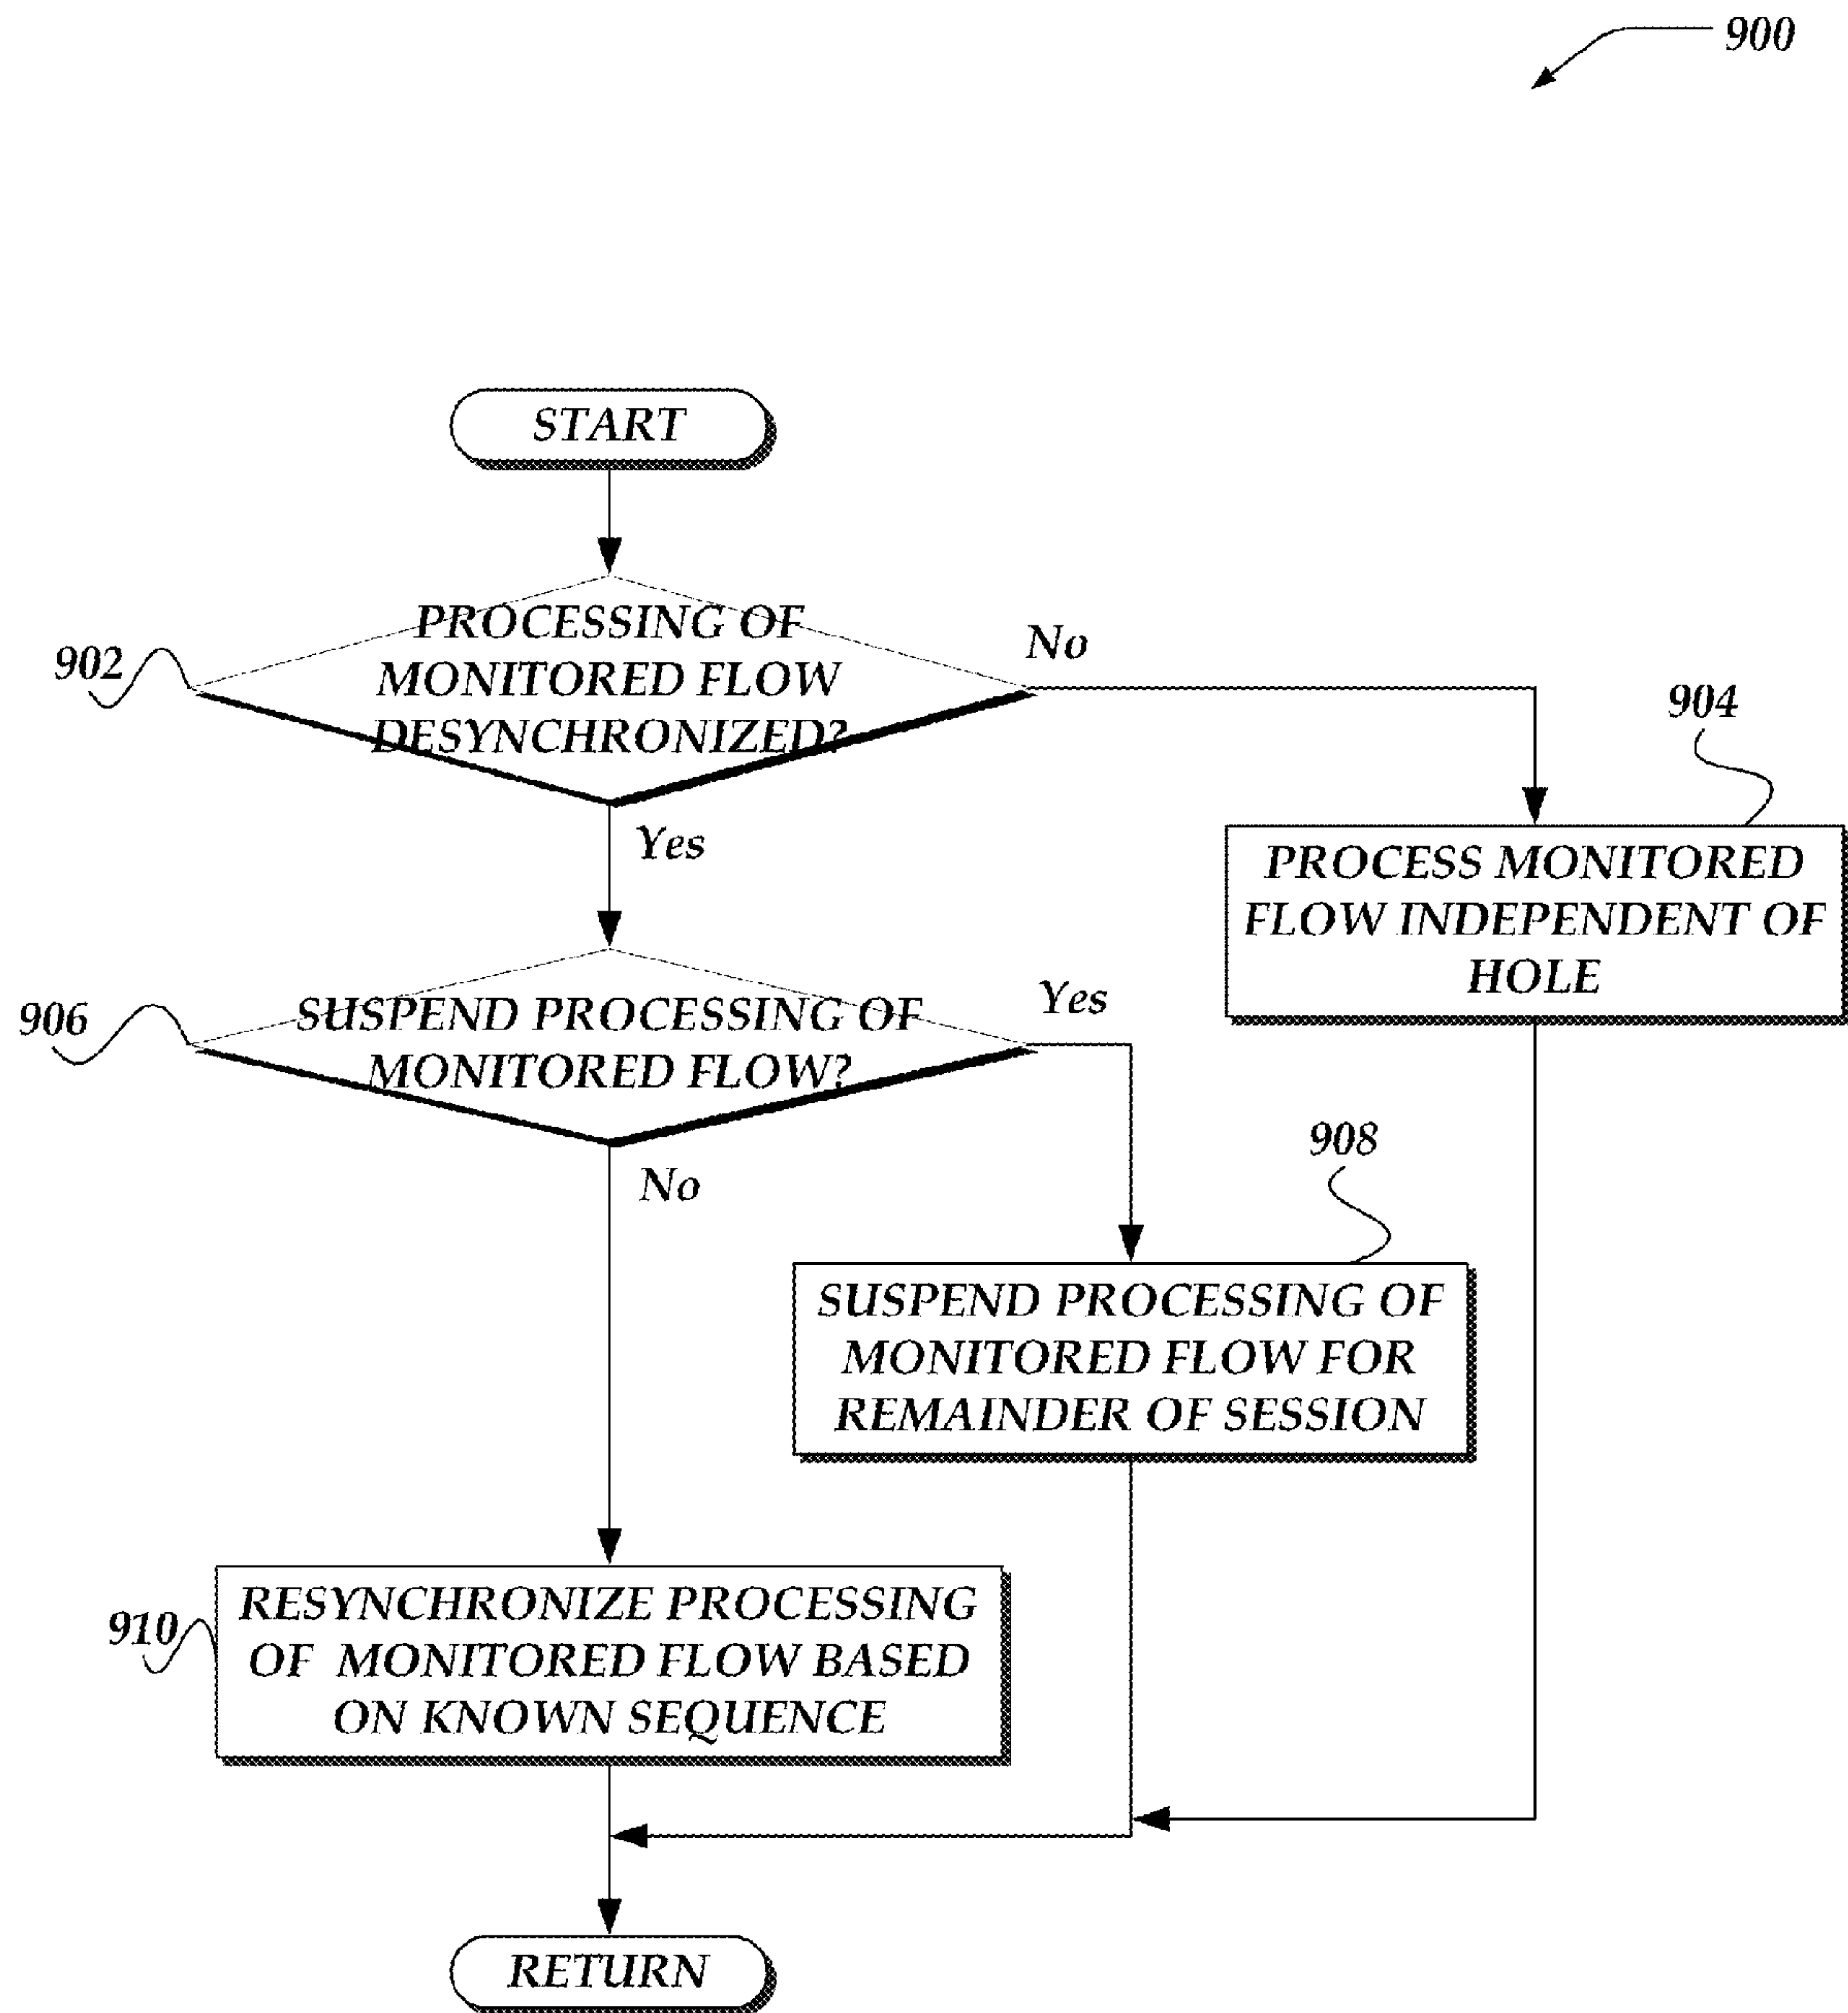 900
START
PROCESSING OF
MONITORED FLOW
DESYNCHRONIZED?
902
No
Yes
904
PROCESS MONITORED
FLOW INDEPENDENT OF
HOLE
SUSPEND PROCESSING OF
MONITORED FLOW?
906
Yes
No
908
SUSPEND PROCESSING OF
MONITORED FLOW FOR
REMAINDER OF SESSION
910
RESYNCHRONIZE PROCESSING
OF MONITORED FLOW BASED
ON KNOWN SEQUENCE
RETURN